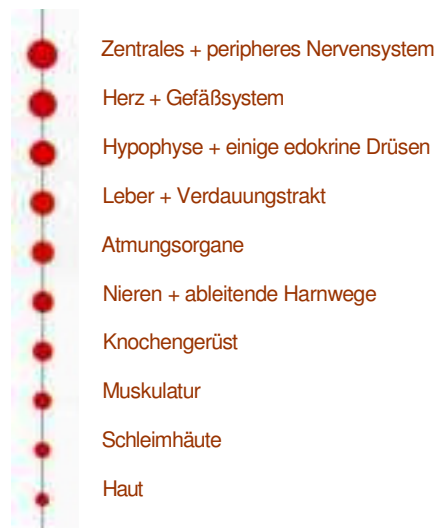 Zentrales + peripheres Nervensystem
Herz + Gefäßsystem
Hypophyse + einige edokrine Drüsen
Leber + Verdauungstrakt
Atmungsorgane
Nieren + ableitende Harnwege
Knochengerüst
Muskulatur
Schleimhäute
Haut